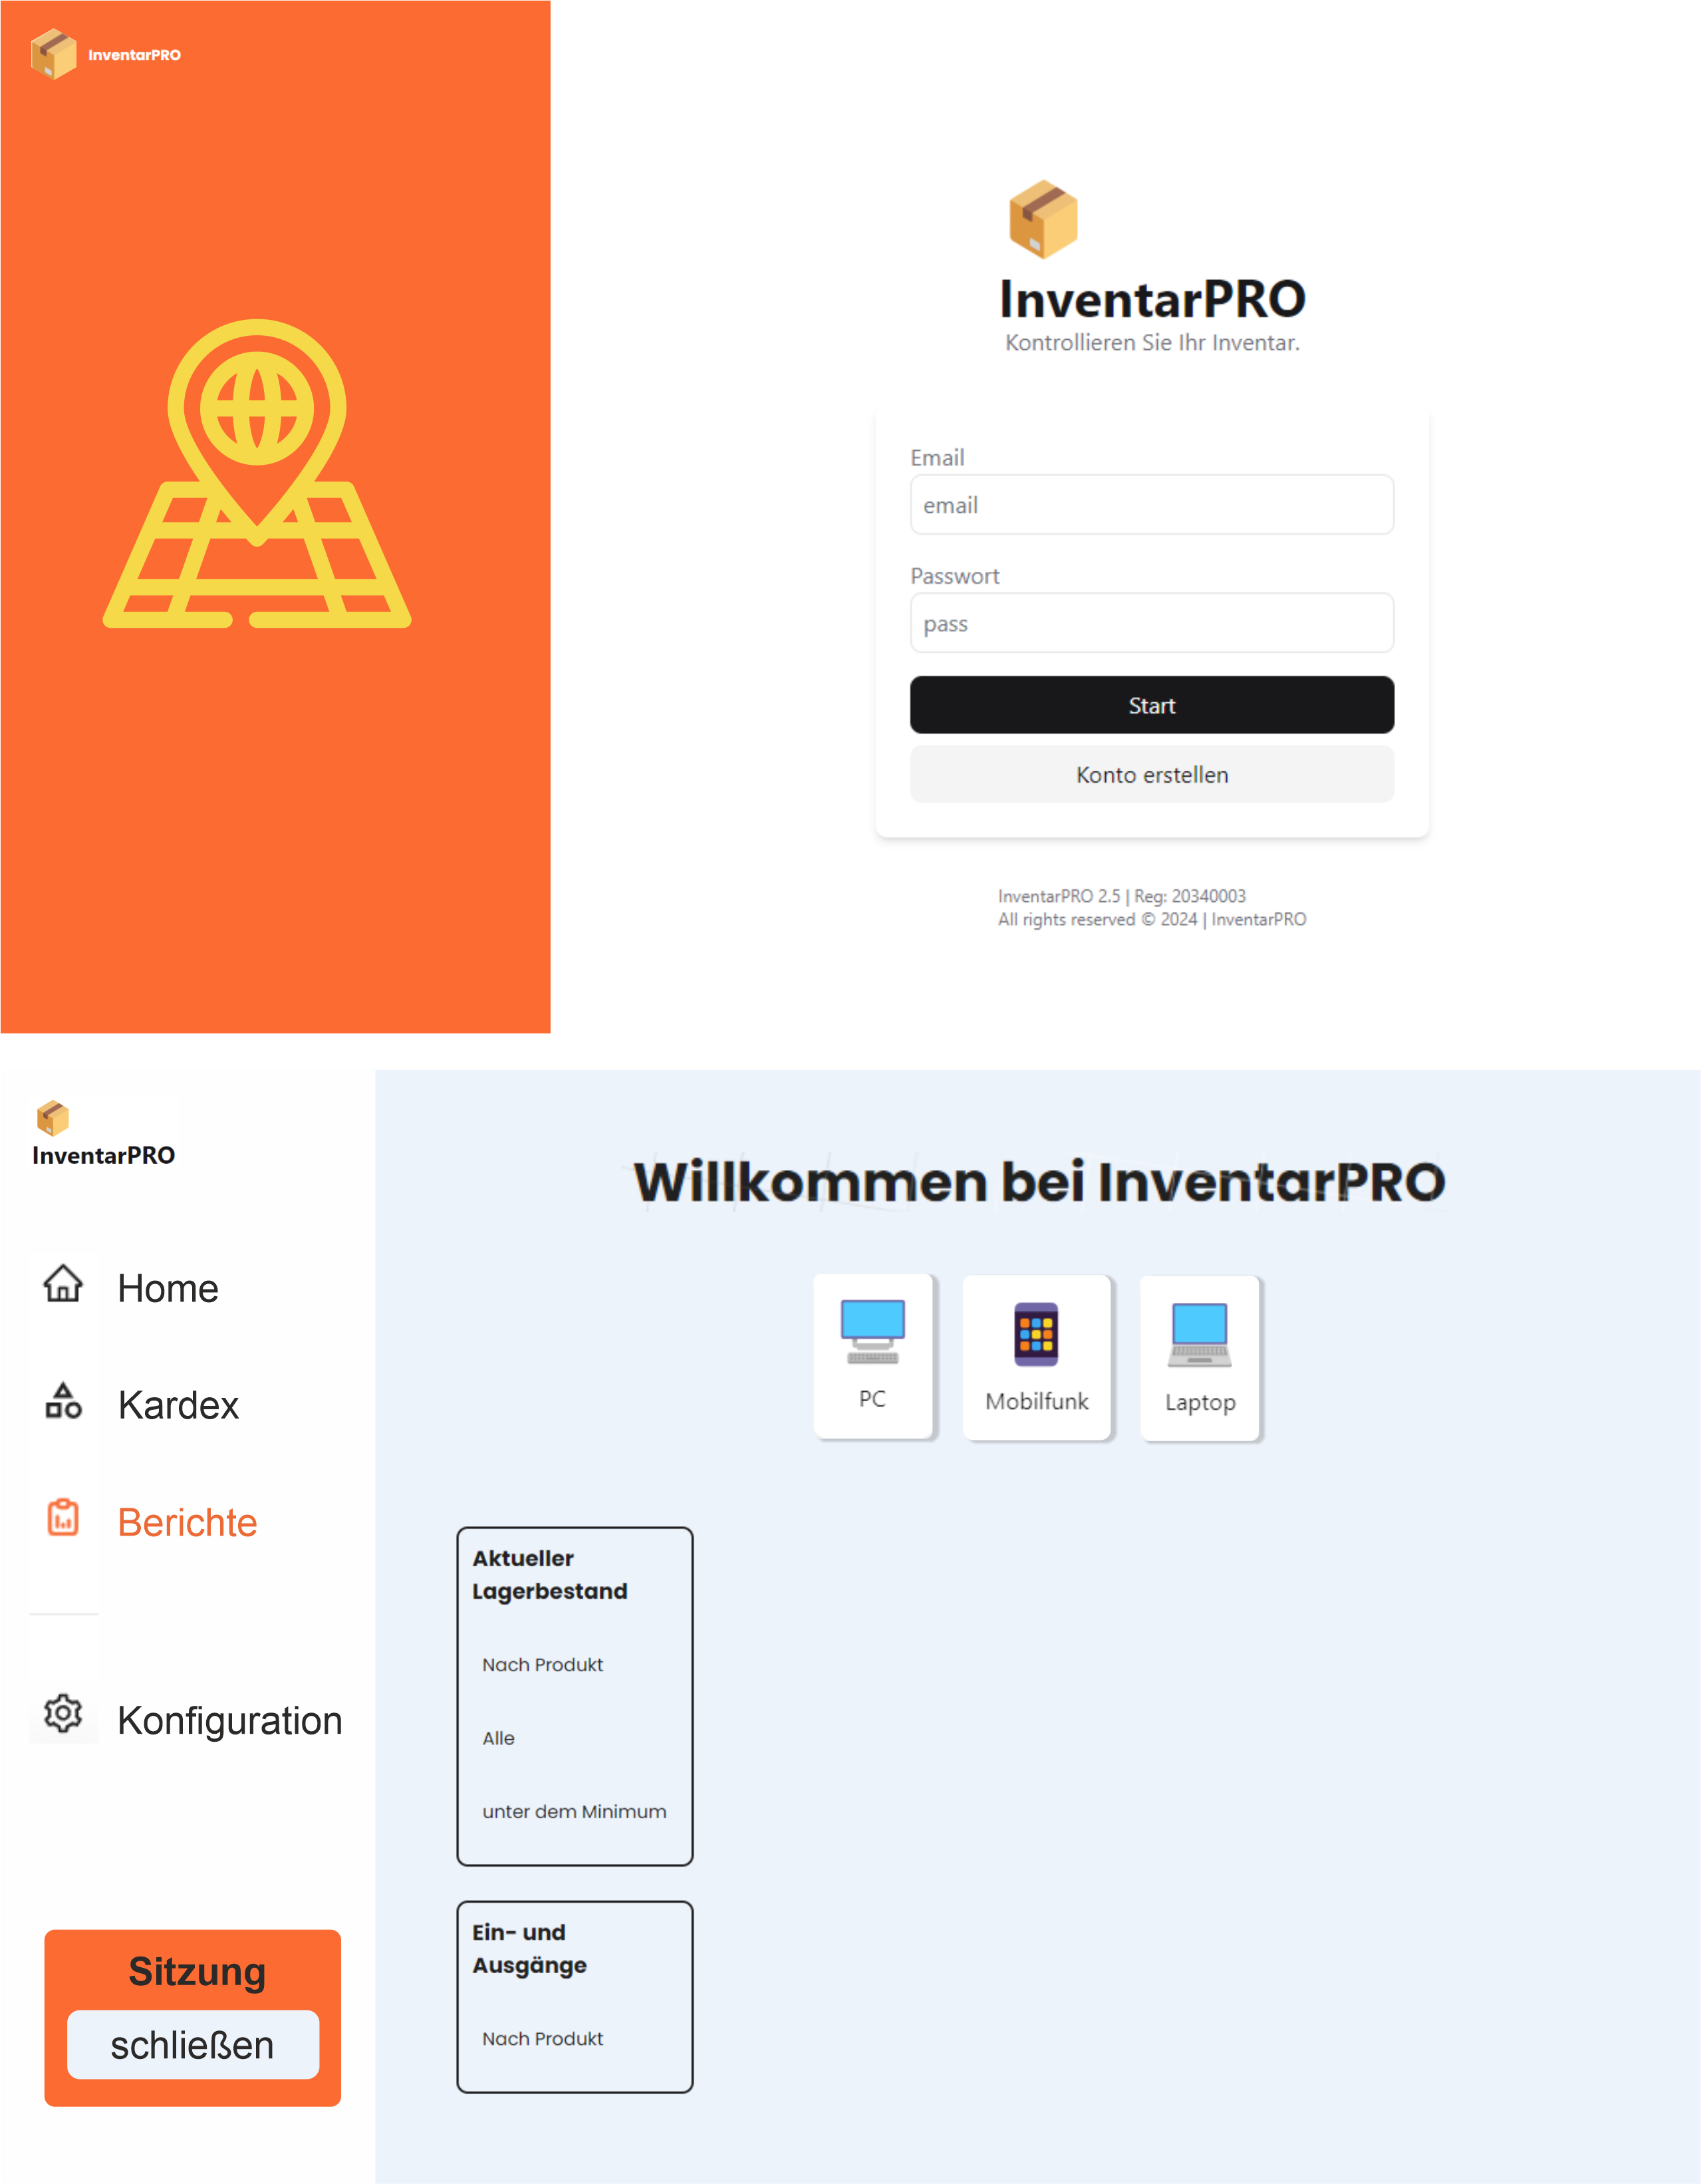 InventarPRO
InventarPRO
Kontrollieren Sie Ihr Inventar.
Email
email
Passwort
pass
Start
Konto erstellen
InventarPRO 2.5 | Reg: 20340003
All rights reserved © 2024 | InventarPRO
InventarPRO
Home
Kardex
Berichte
Konfiguration
Sitzung
schließen
Willkommen bei InventarPRO
PC
Mobilfunk
Laptop
Aktueller
Lagerbestand
Nach Produkt
Alle
unter dem Minimum
Ein- und
Ausgänge
Nach Produkt